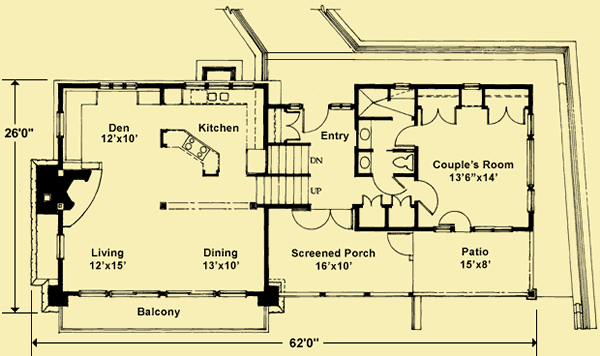 26'0"
Den
12'x10'
Kitchen
Entry
DN
UP
Couple's Room
13'6"x14'
Living
12'x15'
Dining
13'x10'
Screened Porch
16'x10'
Patio
15'x8'
Balcony
62'0"